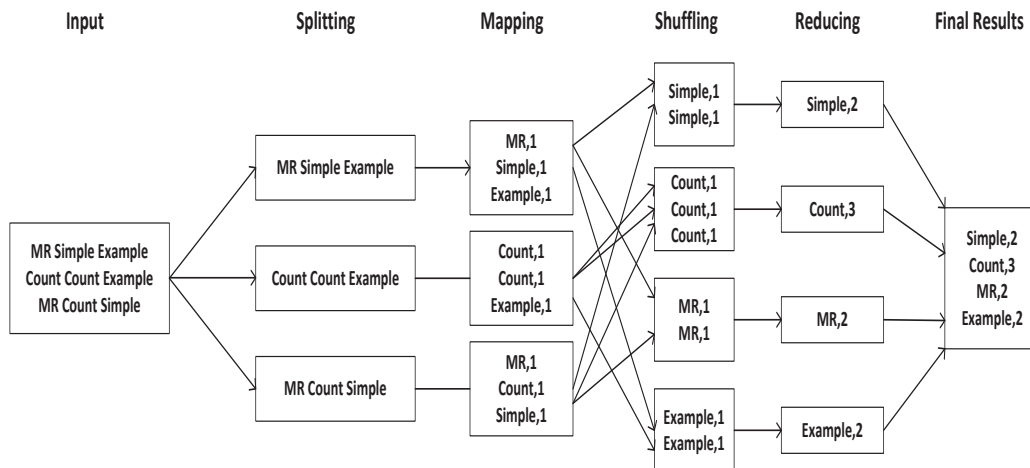 Input
Splitting
Mapping
Shuffling
Reducing
Final Results
MR Simple Example
Count Count Example
MR Count Simple
MR Simple Example
Count Count Example
MR Count Simple
MR,1
Simple,1
Example,1
Count,1
Count,1
Example,1
MR,1
Count,1
Simple,1
Simple,1
Simple,1
Count,1
Count,1
Count,1
MR,1
MR,1
Example,1
Example,1
Simple,2
Count,3
MR,2
Example,2
Simple,2
Count,3
MR,2
Example,2